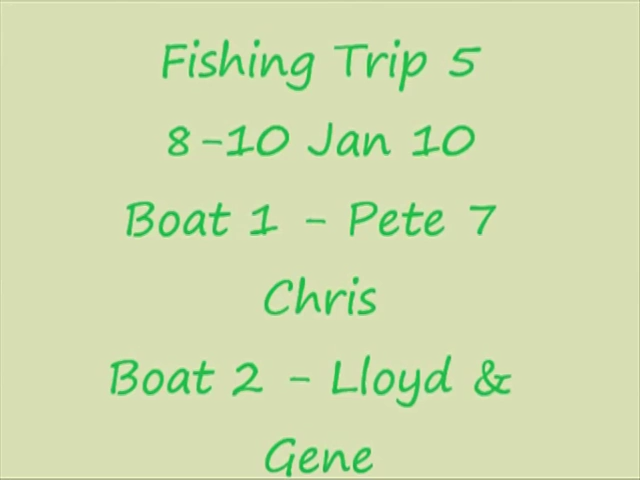 Fishing Trip 5
8-10 Jan 10
Boat 1 - Pete 7
Chris
Boat 2 - Lloyd &
Gene